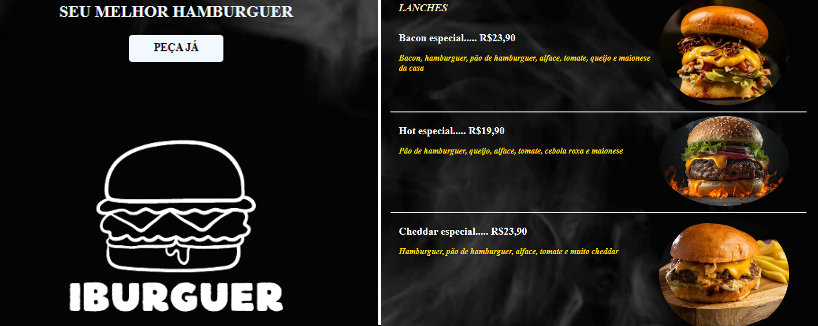 SEU MELHOR HAMBURGUER
PEÇA JÁ
IBURGUER
LANCHES
Bacon especial..... R$23,90
Bacon, hamburguer, pão de hamburguer, alface, tomate, queijo e maionese
da casa
Hot especial..... R$19,90
Pão de hamburguer, queijo, alface, tomate, cebola roxa e maionese
Cheddar especial..... R$23,90
Hamburguer, pão de hamburguer, alface, tomate e muito cheddar